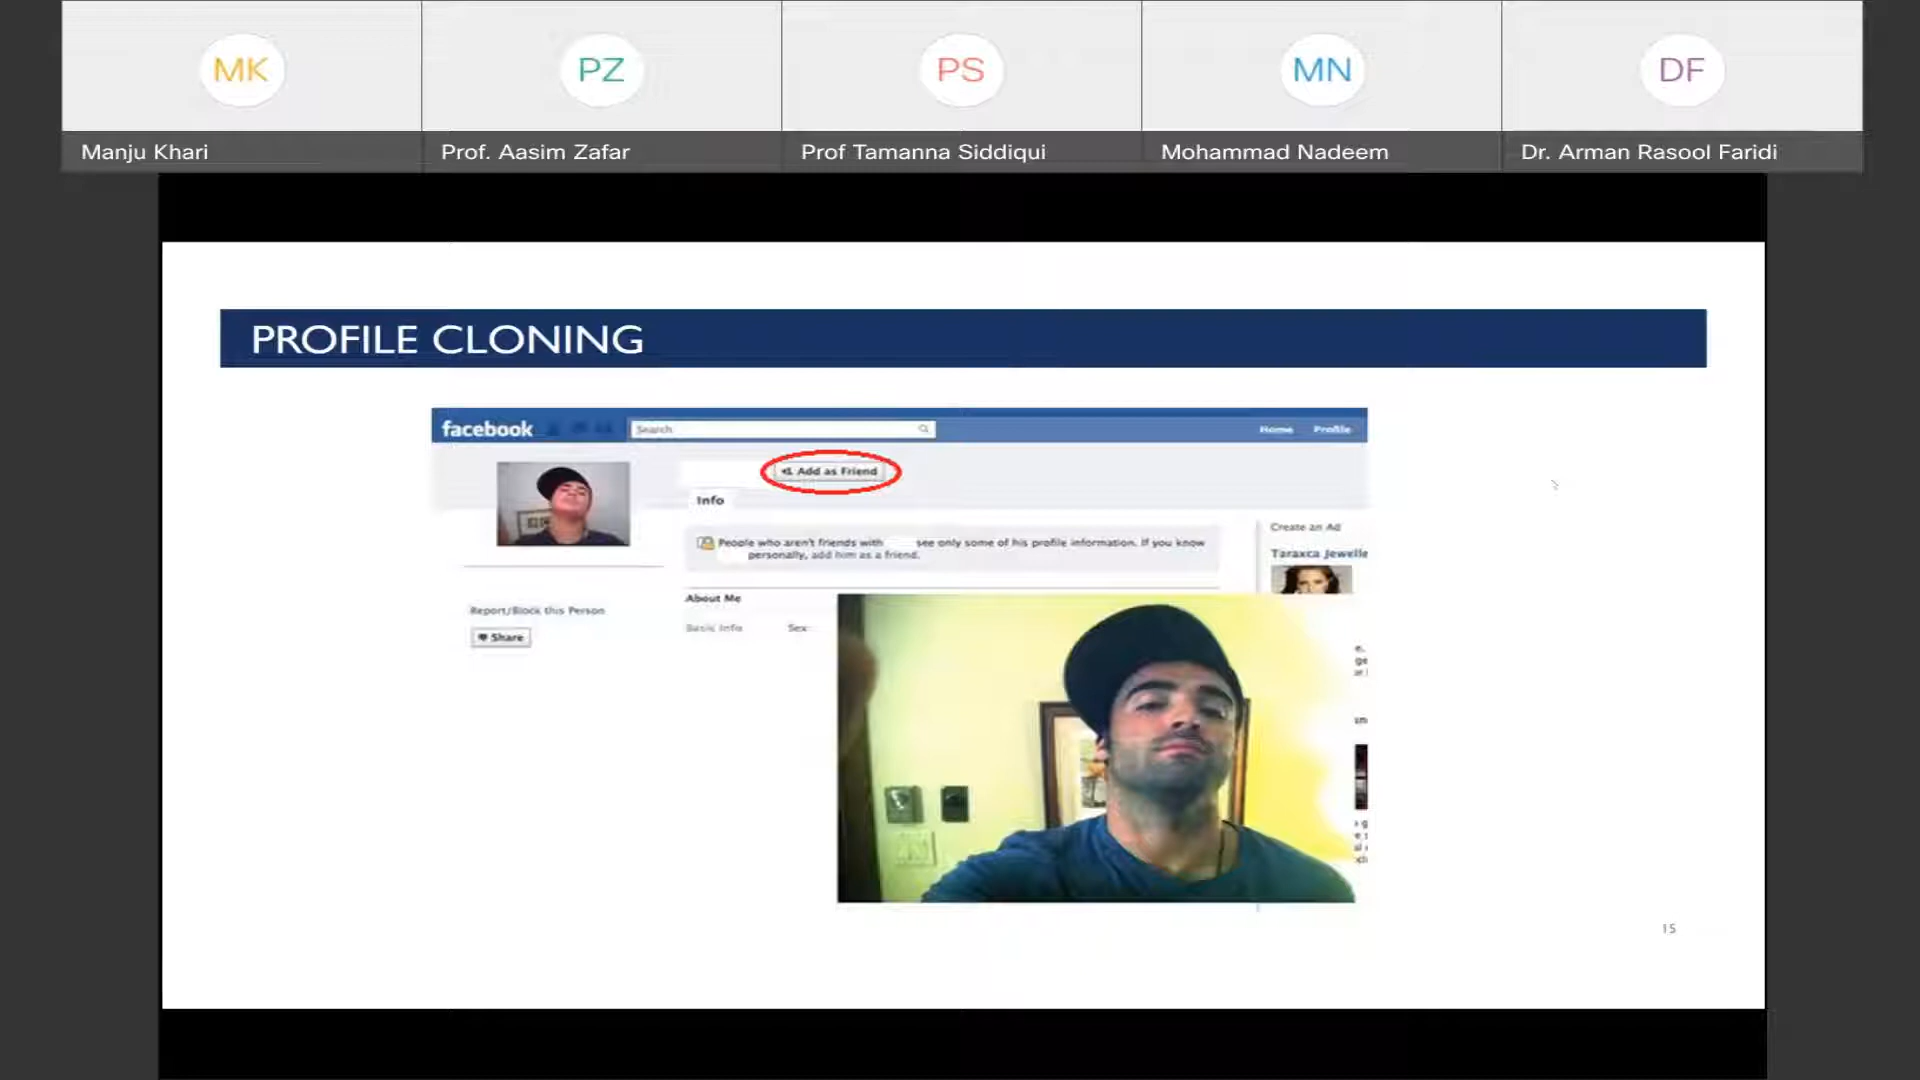 MK
PZ
PS
MN
DF
Manju Khari
Prof. Aasim Zafar
Prof Tamanna Siddiqui
Mohammad Nadeem
Dr. Arman Rasool Faridi
PROFILE CLONING
facebook
Search
Home
Profile
Add as Friend
Info
People who aren't friends with see only some of his profile information. If you know
personally, add him as a friend.
Create an Ad
Taraxca Jewelle
About Me
Report/Block this Person
Basic Info
Sex:
Share
15